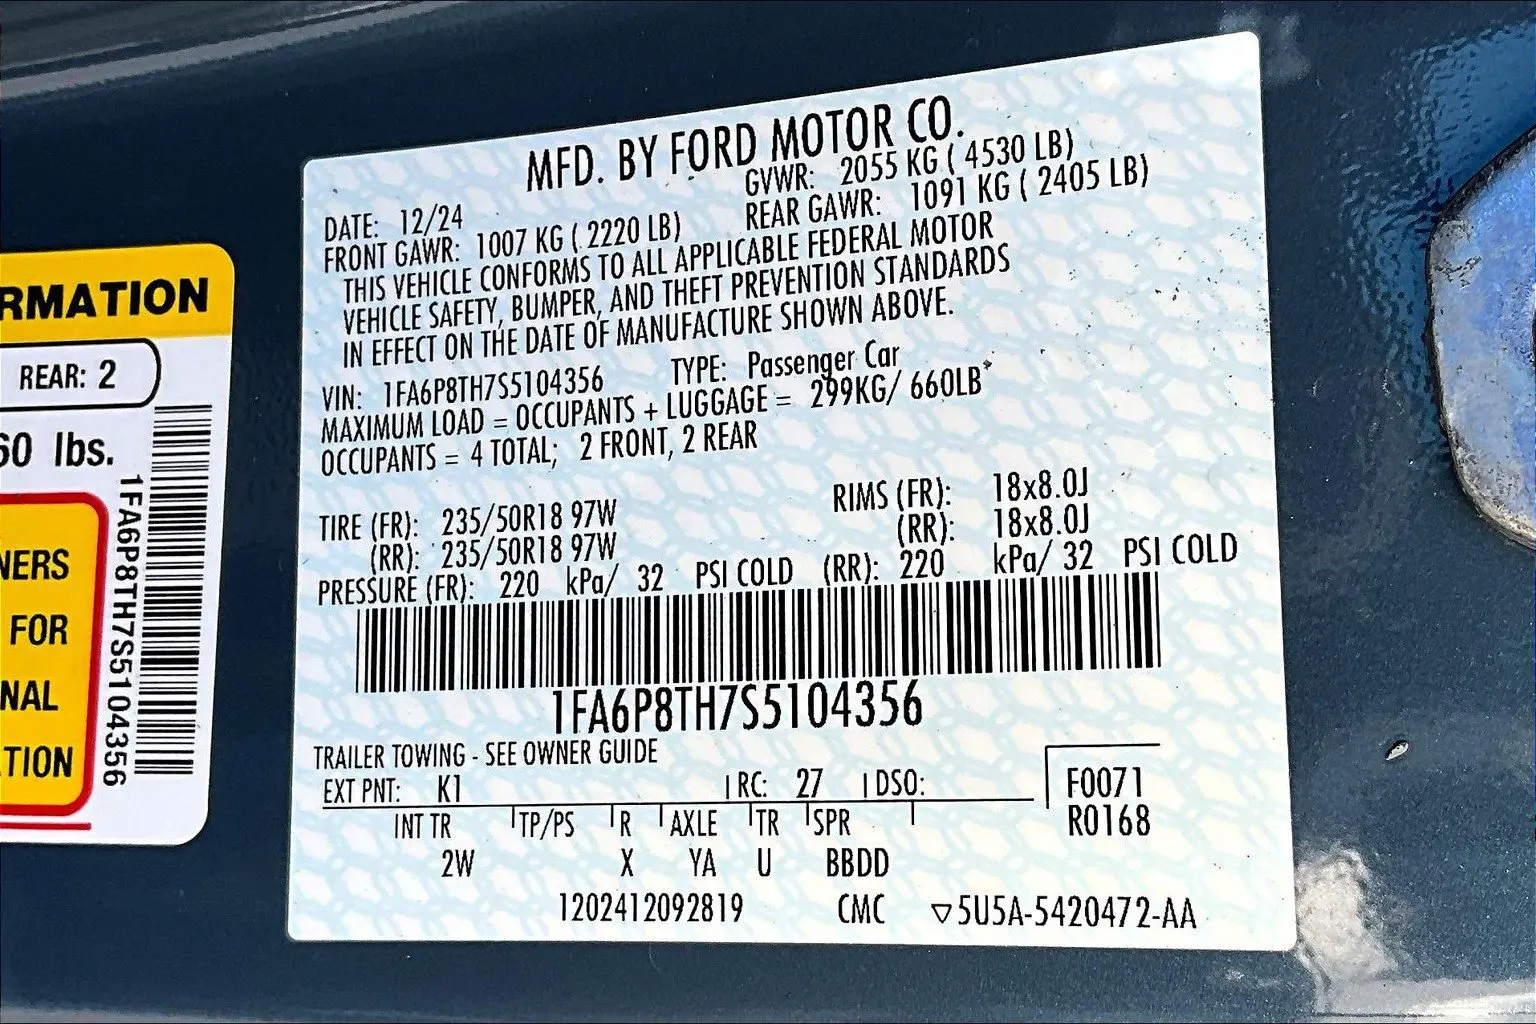 RMATION
REAR: 2
60 lbs.
NERS
FOR
NAL
TION
1FA6P8TH7S5104356
MFD. BY FORD MOTOR CO.
DATE: 12/24 GVWR: 2055 KG ( 4530 LB)
FRONT GAWR: 1007 KG ( 2220 LB) REAR GAWR: 1091 KG ( 2405 LB)
THIS VEHICLE CONFORMS TO ALL APPLICABLE FEDERAL MOTOR
VEHICLE SAFETY, BUMPER, AND THEFT PREVENTION STANDARDS
IN EFFECT ON THE DATE OF MANUFACTURE SHOWN ABOVE.
VIN: 1FA6P8TH7S5104356 TYPE: Passenger Car
MAXIMUM LOAD = OCCUPANTS + LUGGAGE = 299KG/ 660LB*
OCCUPANTS = 4 TOTAL; 2 FRONT, 2 REAR
TIRE (FR): 235/50R18 97W RIMS (FR): 18x8.0J
(RR): 235/50R18 97W (RR): 18x8.0J
PRESSURE (FR): 220 kPa/ 32 PSI COLD (RR): 220 kPa/ 32 PSI COLD
1FA6P8TH7S5104356
TRAILER TOWING - SEE OWNER GUIDE
EXT PNT: K1 RC: 27 DSO: F0071
INT TR TP/PS R AXLE TR SPR R0168
2W X YA U BBDD
1202412092819 CMC ▽5U5A-5420472-AA